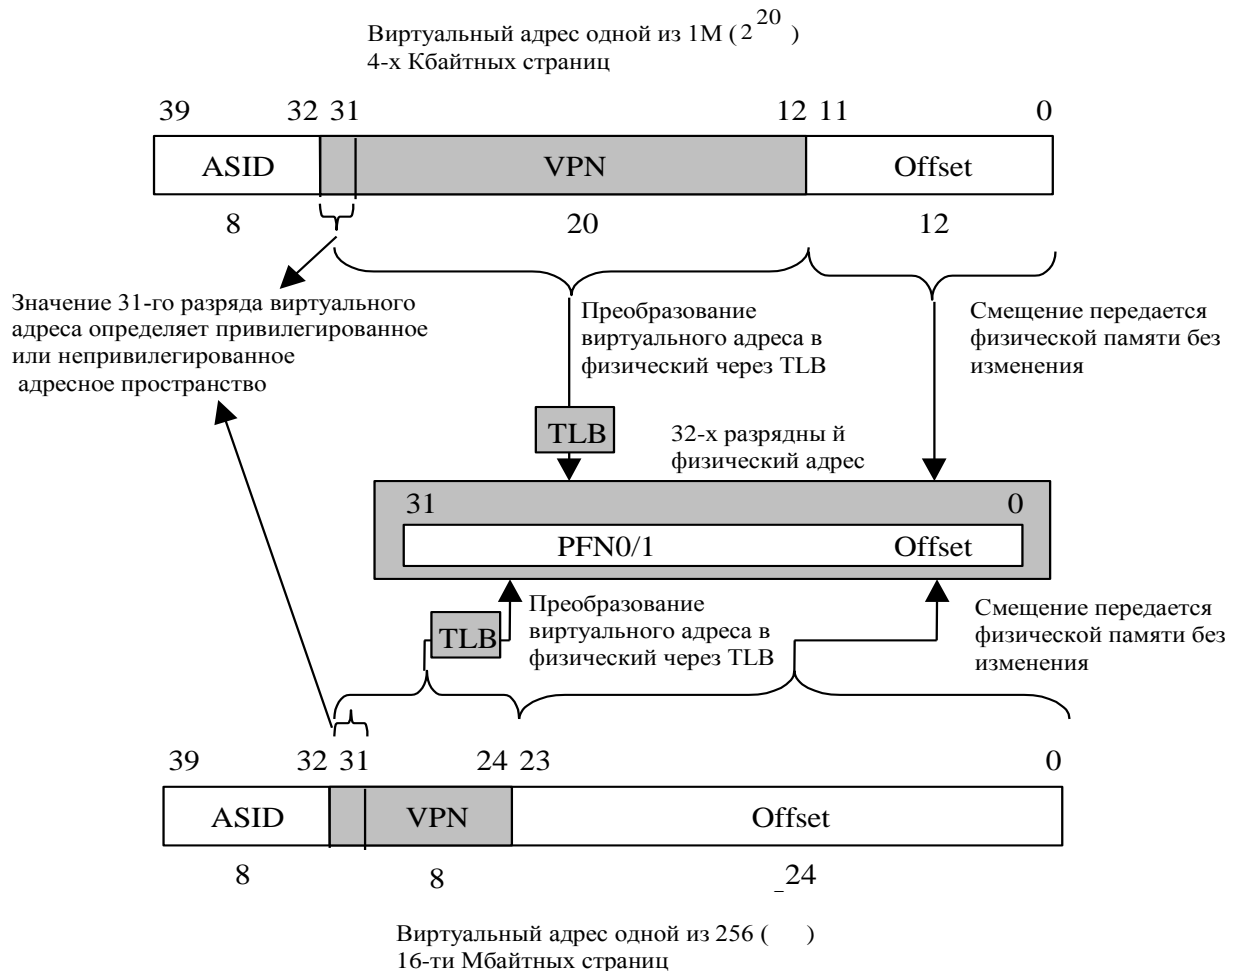 Виртуальный адрес одной из 1М ( 2^20 )
4-х Кбайтных страниц
39 32 31 12 11 0
ASID VPN Offset
8 20 12
Значение 31-го разряда виртуального
адреса определяет привилегированное
или непривилегированное
адресное пространство
Преобразование
виртуального адреса в
физический через TLB
Смещение передается
физической памяти без
изменения
TLB
32-х разрядны й
физический адрес
31 0
PFN0/1 Offset
TLB
Преобразование
виртуального адреса в
физический через TLB
Смещение передается
физической памяти без
изменения
39 32 31 24 23 0
ASID VPN Offset
8 8 _24
Виртуальный адрес одной из 256 ( )
16-ти Мбайтных страниц